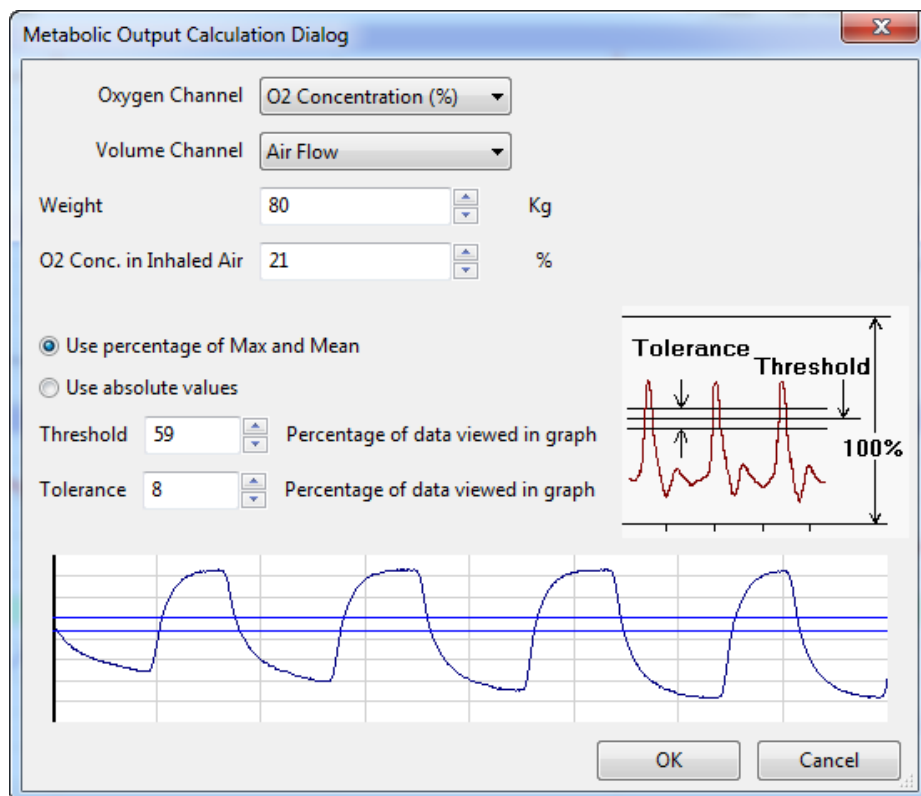 Metabolic Output Calculation Dialog
Oxygen Channel O2 Concentration (%)
Volume Channel Air Flow
Weight 80 Kg
O2 Conc. in Inhaled Air 21 %
Use percentage of Max and Mean
Use absolute values
Threshold 59 Percentage of data viewed in graph
Tolerance 8 Percentage of data viewed in graph
Tolerance
Threshold
100%
OK Cancel